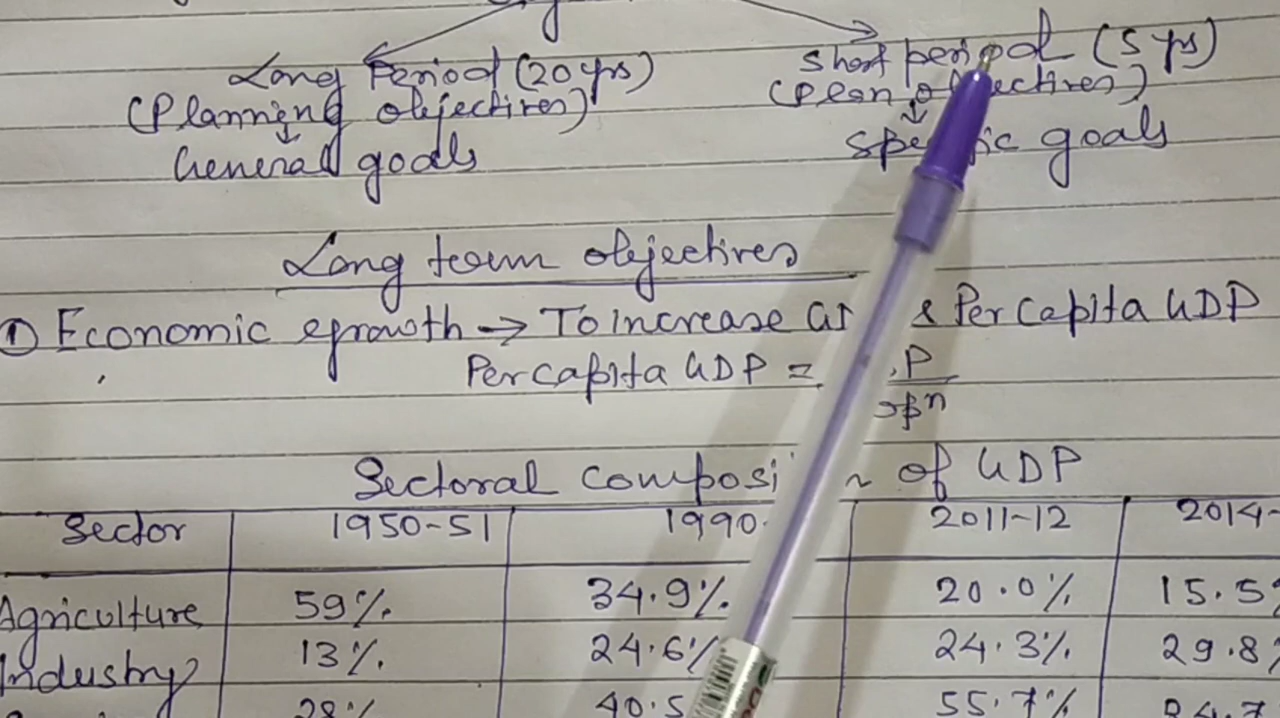 Long Period (20 yrs)
(Planning objectives)
General goals
Short period (5 yrs)
(Plan objectives)
Specific goals
Long term objectives
① Economic growth → To increase & Per Capita GDP
Per Capita GDP =
Sectoral of GDP
Sector 1950-51 1990- 2011-12 2014-
Agriculture 59% 34.9% 20.0% 15.5%
Industry 13% 24.6% 24.3% 29.8%
28% 40.5 55.7%